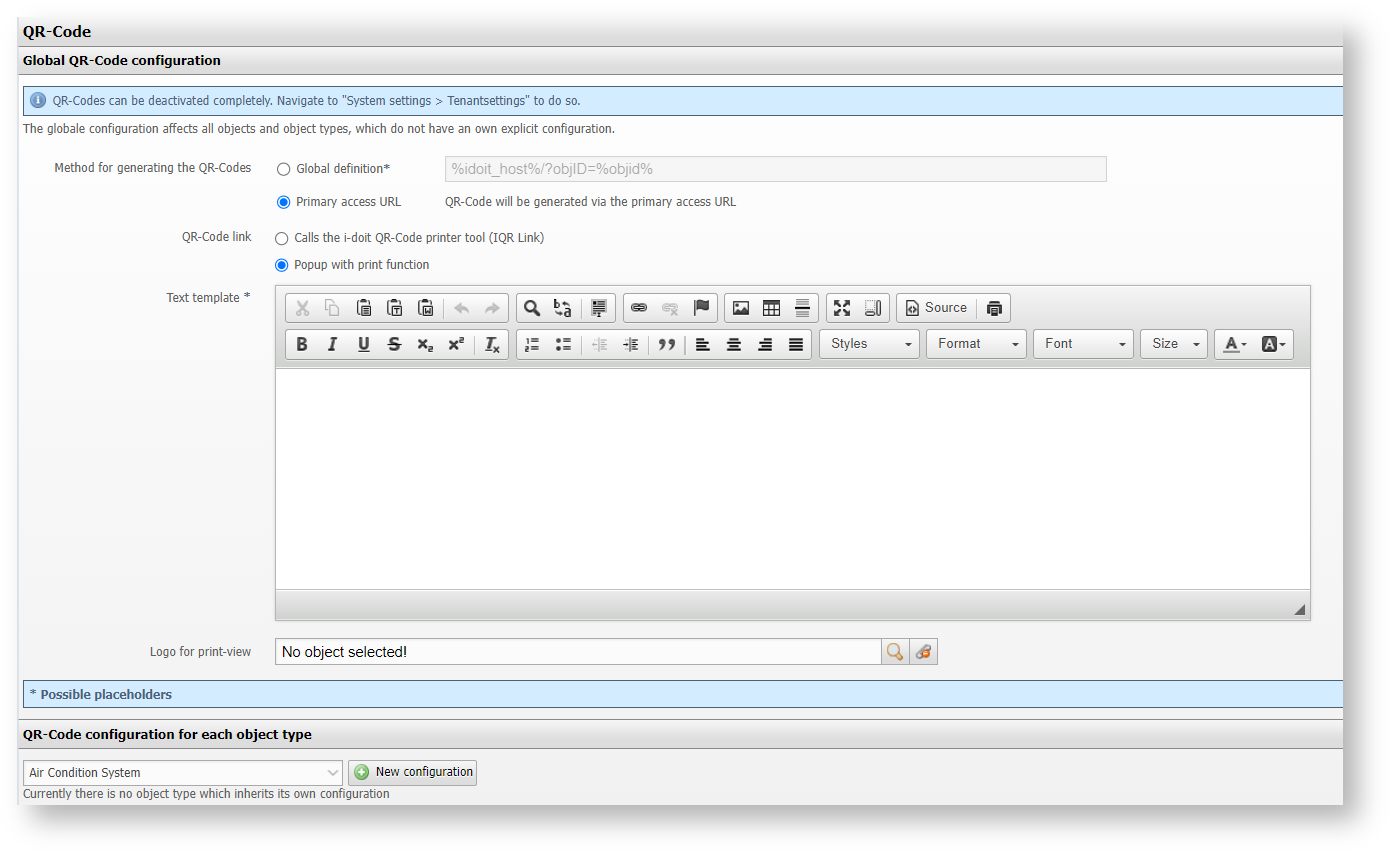 QR-Code
Global QR-Code configuration
QR-Codes can be deactivated completely. Navigate to "System settings > Tenantsettings" to do so.
The globale configuration affects all objects and object types, which do not have an own explicit configuration.
Method for generating the QR-Codes Global definition* %idoit_host%/?objID=%objid%
Primary access URL QR-Code will be generated via the primary access URL
QR-Code link Calls the i-doit QR-Code printer tool (IQR Link)
Popup with print function
Text template *
Source
Styles Format Font Size
Logo for print-view No object selected!
* Possible placeholders
QR-Code configuration for each object type
Air Condition System New configuration
Currently there is no object type which inherits its own configuration